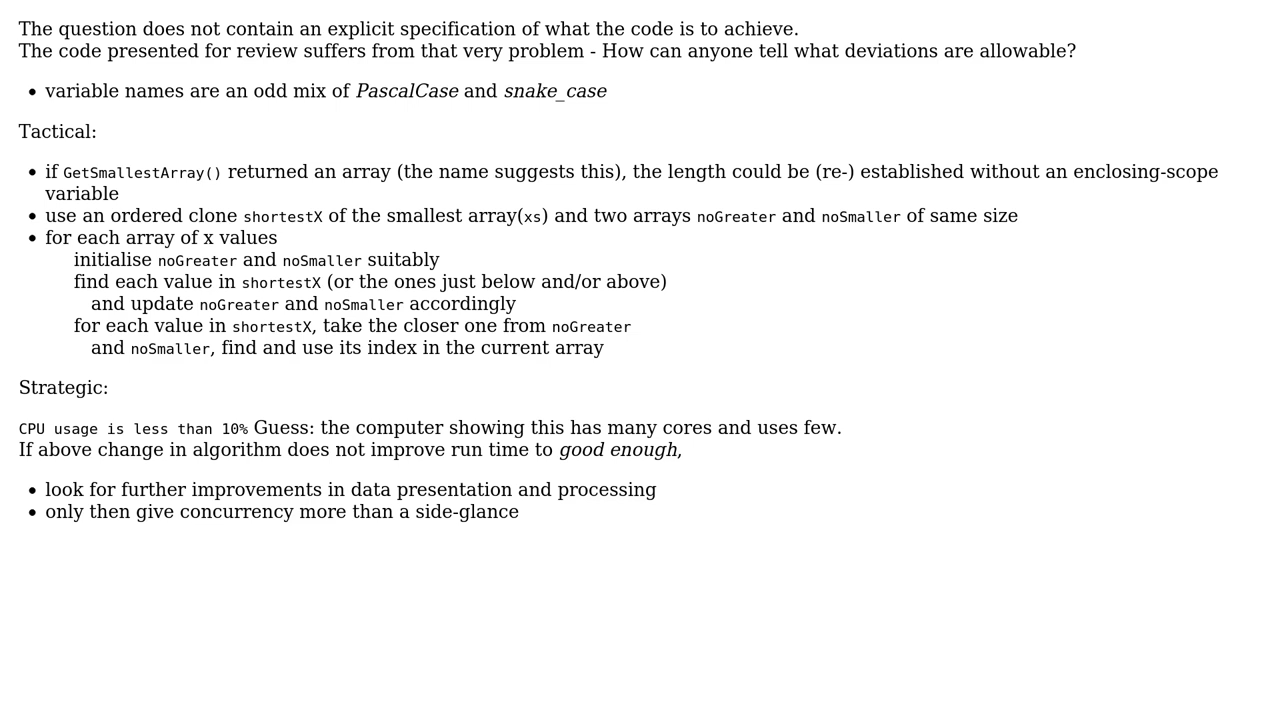 The question does not contain an explicit specification of what the code is to achieve.
The code presented for review suffers from that very problem - How can anyone tell what deviations are allowable?
• variable names are an odd mix of PascalCase and snake_case
Tactical:
• if GetSmallestArray() returned an array (the name suggests this), the length could be (re-) established without an enclosing-scope
variable
• use an ordered clone shortestX of the smallest array(xs) and two arrays noGreater and noSmaller of same size
• for each array of x values
initialise noGreater and noSmaller suitably
find each value in shortestX (or the ones just below and/or above)
and update noGreater and noSmaller accordingly
for each value in shortestX, take the closer one from noGreater
and noSmaller, find and use its index in the current array
Strategic:
CPU usage is less than 10% Guess: the computer showing this has many cores and uses few.
If above change in algorithm does not improve run time to good enough,
• look for further improvements in data presentation and processing
• only then give concurrency more than a side-glance